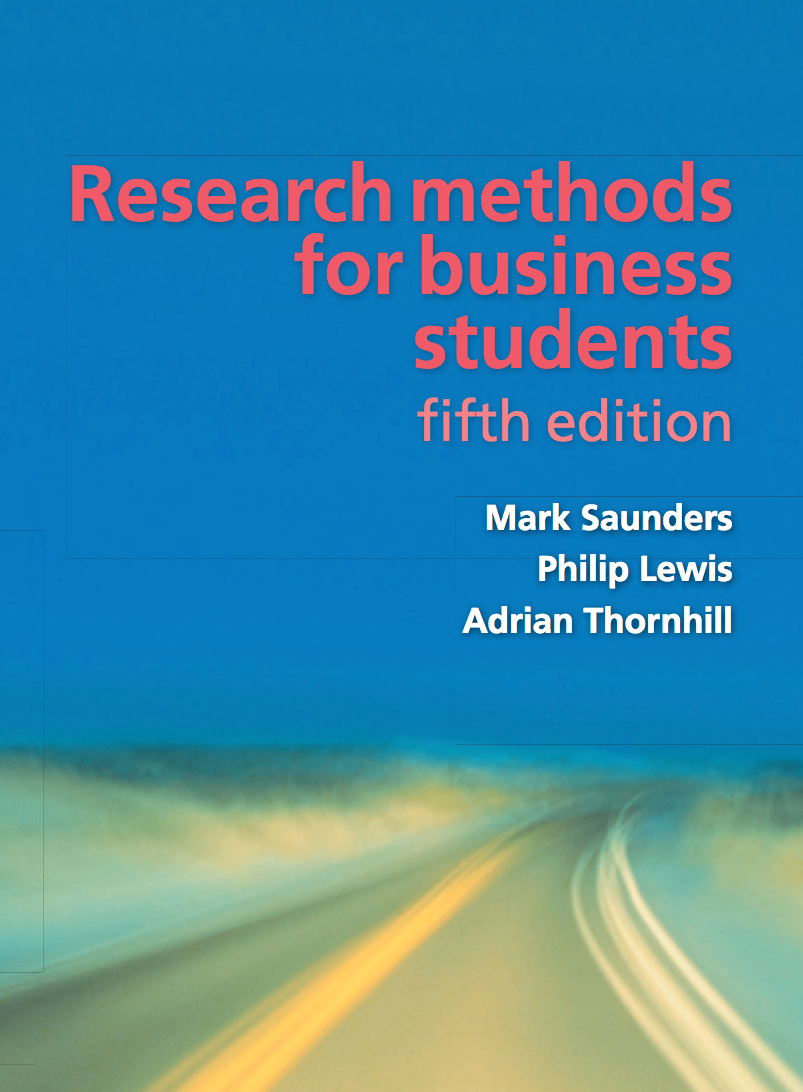 Research methods
for business
students
fifth edition
Mark Saunders
Philip Lewis
Adrian Thornhill